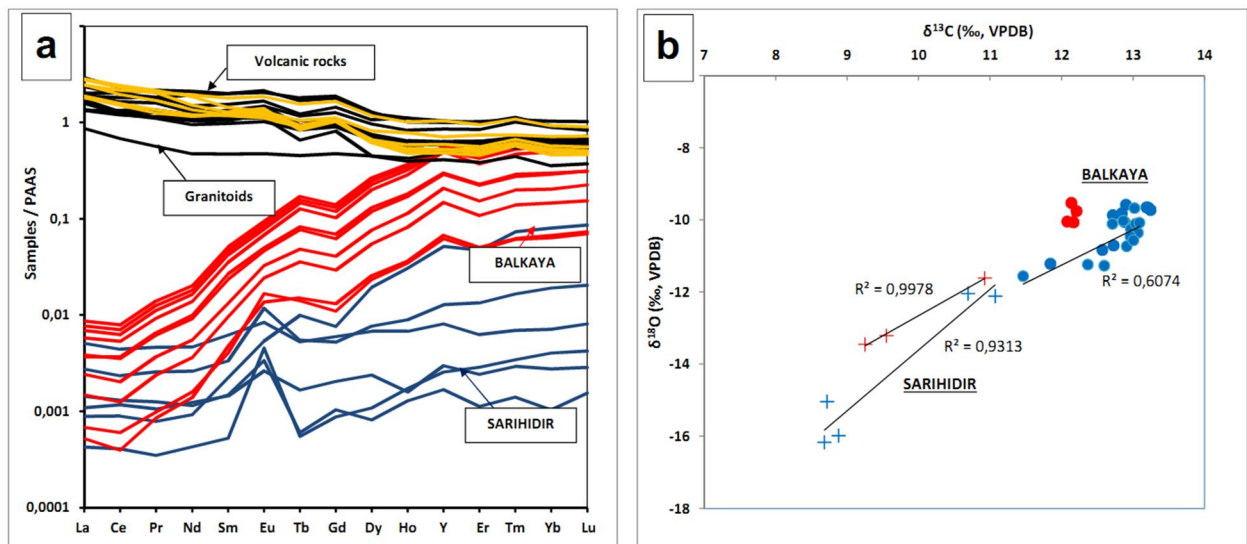 a
Samples / PAAS
1
0,1
0,01
0,001
0,0001
Volcanic rocks
Granitoids
BALKAYA
SARIHIDIR
La Ce Pr Nd Sm Eu Tb Gd Dy Ho Y Er Tm Yb Lu
b
δ¹³C (‰, VPDB)
7 8 9 10 11 12 13 14
δ¹⁸O (‰, VPDB)
-8
-10
-12
-14
-16
-18
BALKAYA
R² = 0,6074
R² = 0,9978
R² = 0,9313
SARIHIDIR